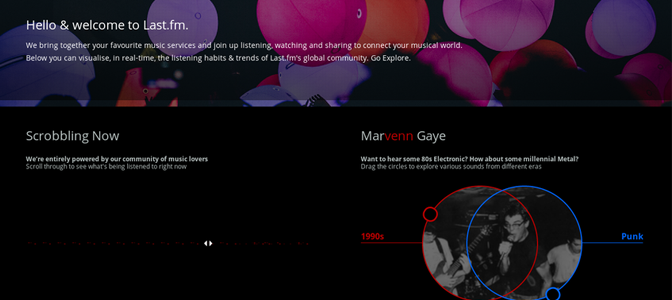 Hello & welcome to Last.fm.
We bring together your favourite music services and join up listening, watching and sharing to connect your musical world.
Below you can visualise, in real-time, the listening habits & trends of Last.fm's global community. Go Explore.
Scrobbling Now
We're entirely powered by our community of music lovers
Scroll through to see what's being listened to right now
Marvenn Gaye
Want to hear some 80s Electronic? How about some millennial Metal?
Drag the circles to explore various sounds from different eras
1990s
Punk